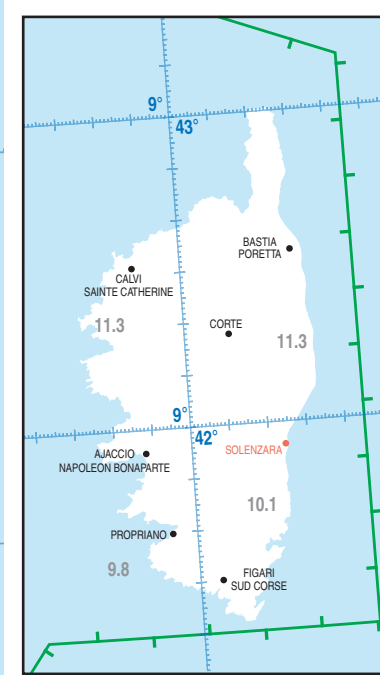 9°
43°
BASTIA
PORETTA
CALVI
SAINTE CATHERINE
11.3
CORTE
11.3
9°
42°
SOLENZARA
AJACCIO
NAPOLEON BONAPARTE
10.1
PROPRIANO
9.8
FIGARI
SUD CORSE